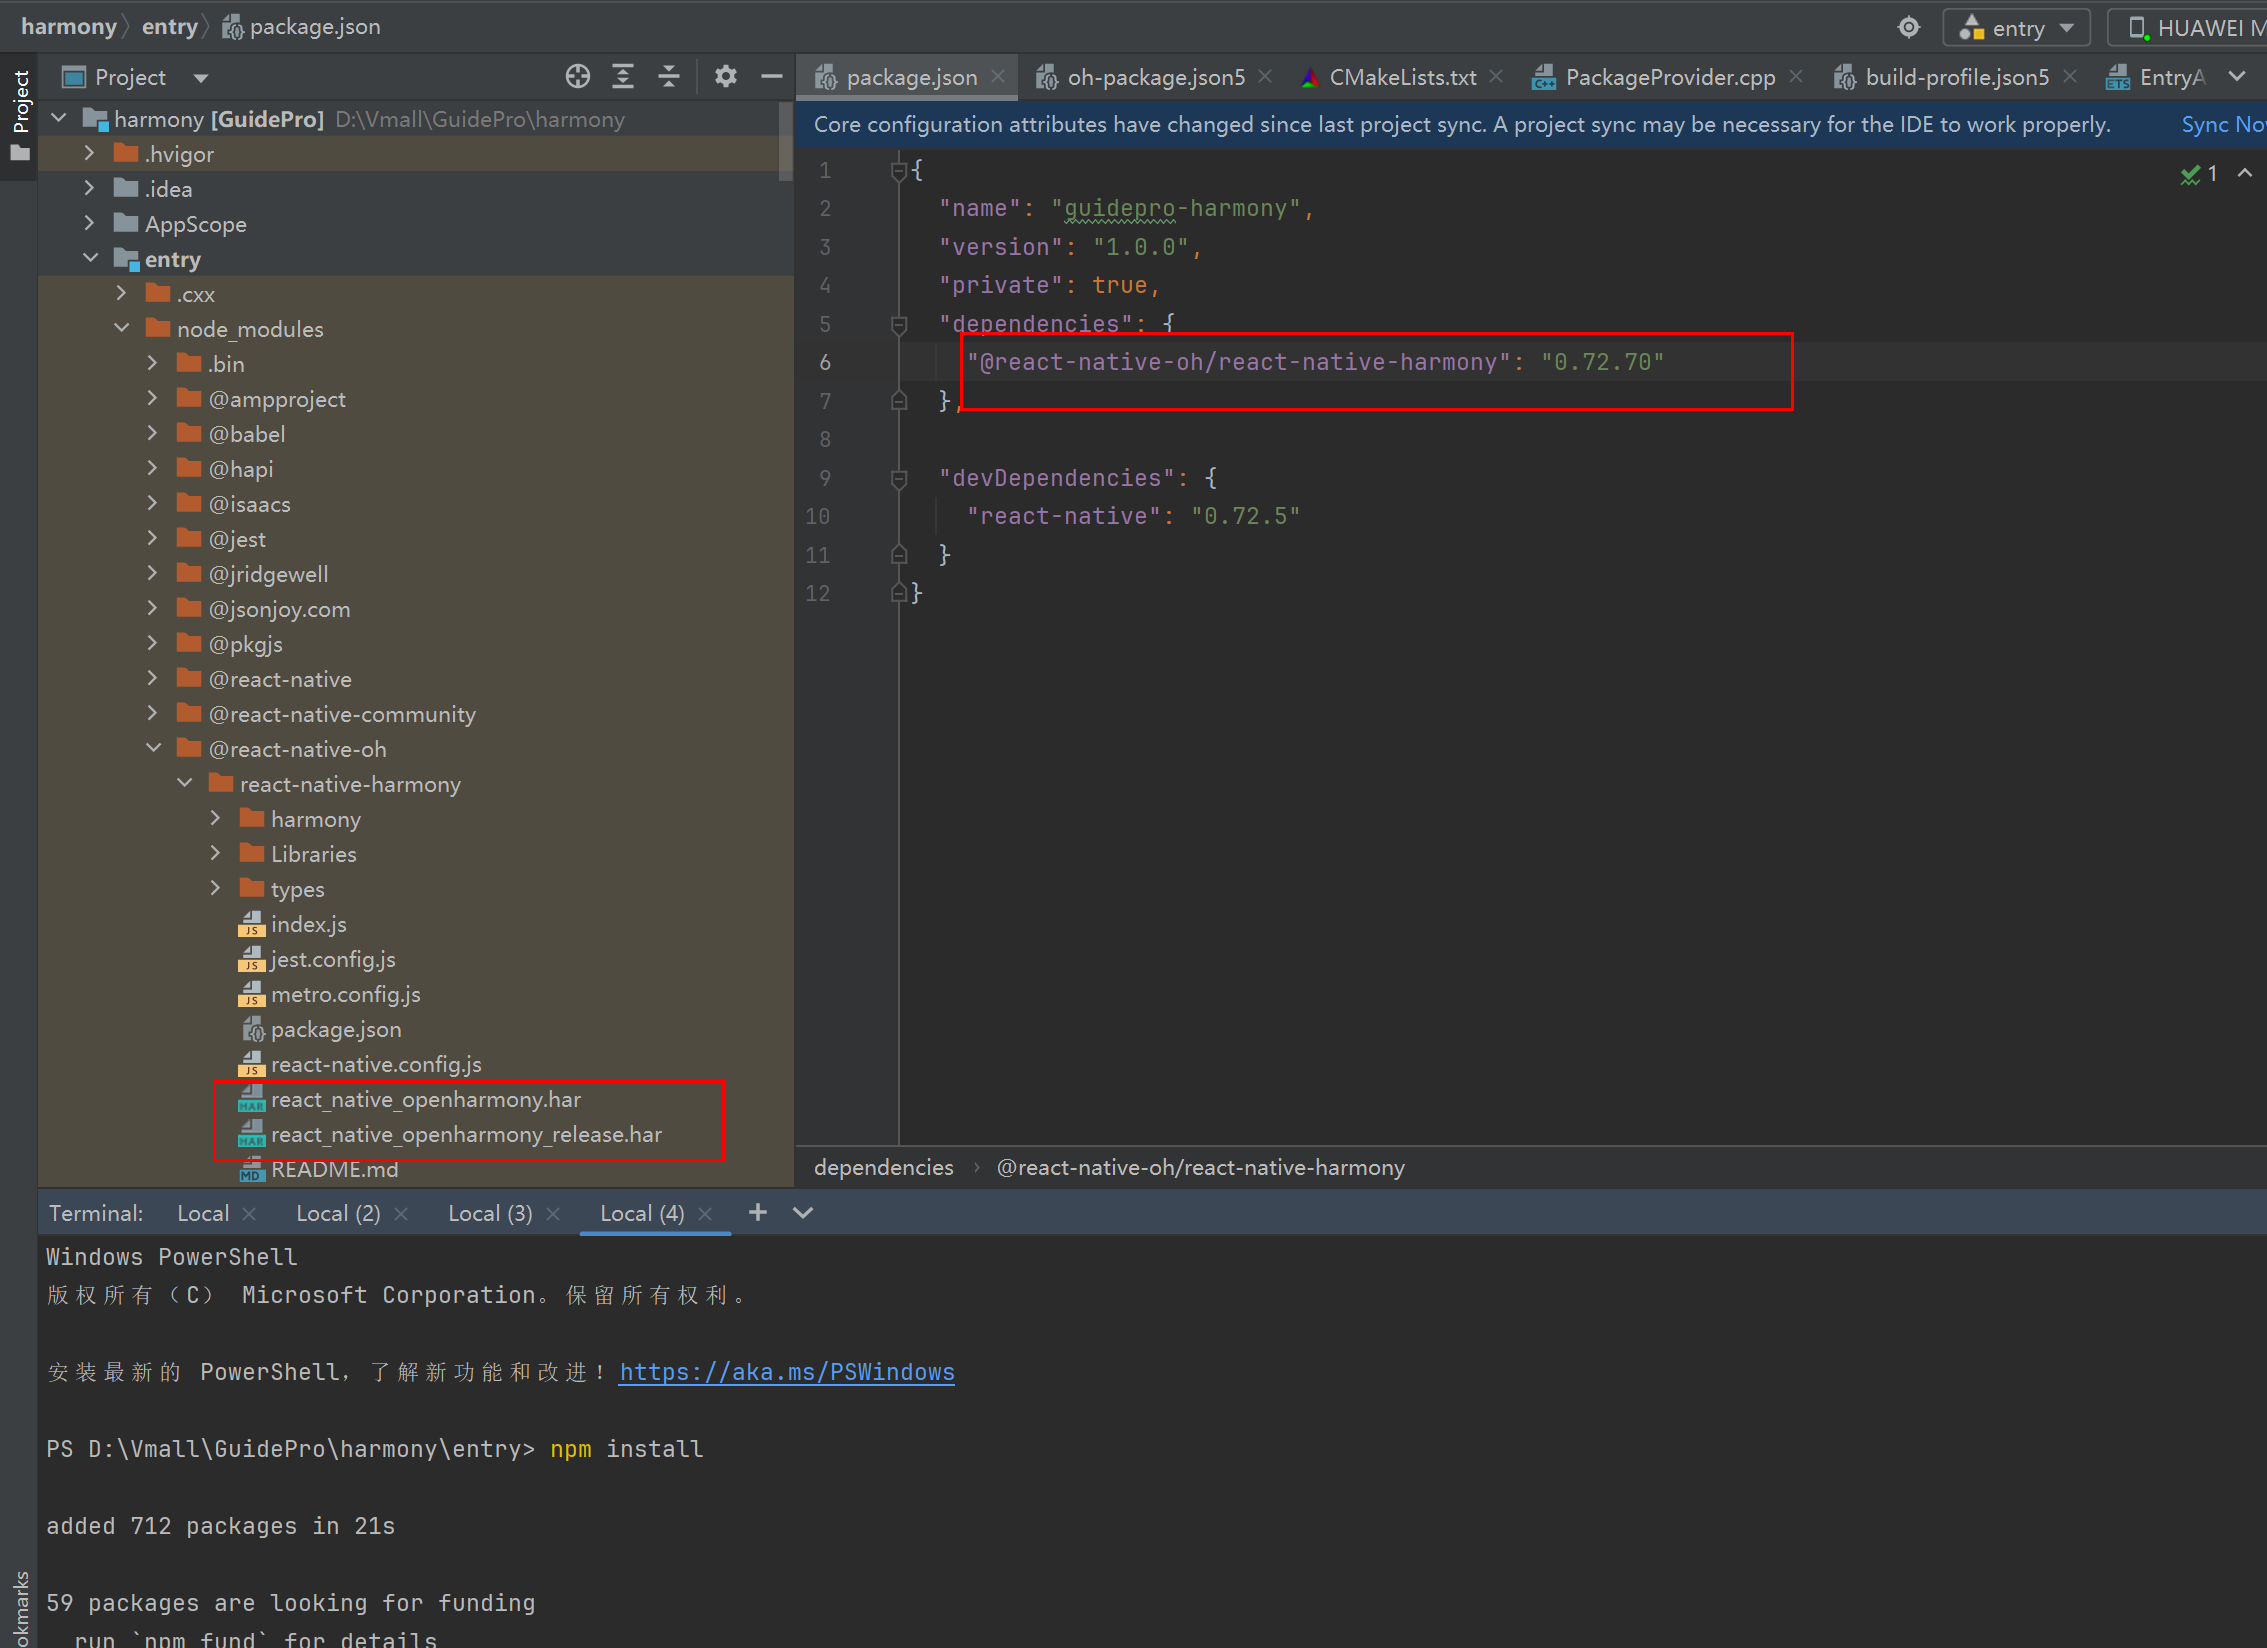 harmony entry package.json
entry
HUAWEI M
Project
Project
package.json oh-package.json5 CMakeLists.txt PackageProvider.cpp build-profile.json5 EntryA
Core configuration attributes have changed since last project sync. A project sync may be necessary for the IDE to work properly. Sync No
harmony [GuidePro] D:\Vmall\GuidePro\harmony
.hvigor
.idea
AppScope
entry
.cxx
node_modules
.bin
@ampproject
@babel
@hapi
@isaacs
@jest
@jridgewell
@jsonjoy.com
@pkgjs
@react-native
@react-native-community
@react-native-oh
react-native-harmony
harmony
Libraries
types
index.js
jest.config.js
metro.config.js
package.json
react-native.config.js
react_native_openharmony.har
react_native_openharmony_release.har
README.md
1 {
2 "name": "guidepro-harmony",
3 "version": "1.0.0",
4 "private": true,
5 "dependencies": {
6 "@react-native-oh/react-native-harmony": "0.72.70"
7 },
8
9 "devDependencies": {
10 "react-native": "0.72.5"
11 }
12 }
1
dependencies › @react-native-oh/react-native-harmony
Terminal: Local Local (2) Local (3) Local (4)
Windows PowerShell
版权所有（C） Microsoft Corporation。保留所有权利。
安装最新的 PowerShell，了解新功能和改进！https://aka.ms/PSWindows
PS D:\Vmall\GuidePro\harmony\entry> npm install
added 712 packages in 21s
59 packages are looking for funding
run `npm fund` for details
okmarks